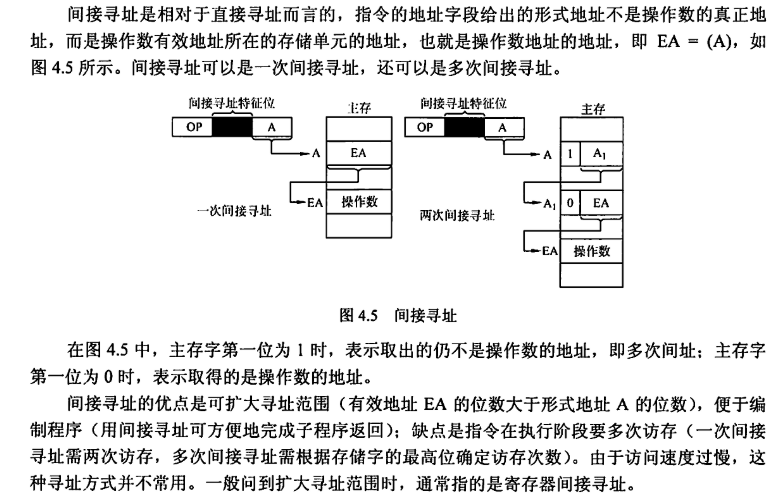 间接寻址是相对于直接寻址而言的，指令的地址字段给出的形式地址不是操作数的真正地
址，而是操作数有效地址所在的存储单元的地址，也就是操作数地址的地址，即 EA = (A)，如
图 4.5 所示。间接寻址可以是一次间接寻址，还可以是多次间接寻址。
间接寻址特征位 主存 间接寻址特征位 主存
OP A OP A
A EA A 1 A₁
一次间接寻址 EA 操作数 两次间接寻址 A₁ 0 EA
EA 操作数
图 4.5 间接寻址
在图 4.5 中，主存字第一位为 1 时，表示取出的仍不是操作数的地址，即多次间址；主存字
第一位为 0 时，表示取得的是操作数的地址。
间接寻址的优点是可扩大寻址范围（有效地址 EA 的位数大于形式地址 A 的位数），便于编
制程序（用间接寻址可方便地完成子程序返回）；缺点是指令在执行阶段要多次访存（一次间接
寻址需两次访存，多次间接寻址需根据存储字的最高位确定访存次数）。由于访问速度过慢，这
种寻址方式并不常用。一般问到扩大寻址范围时，通常指的是寄存器间接寻址。